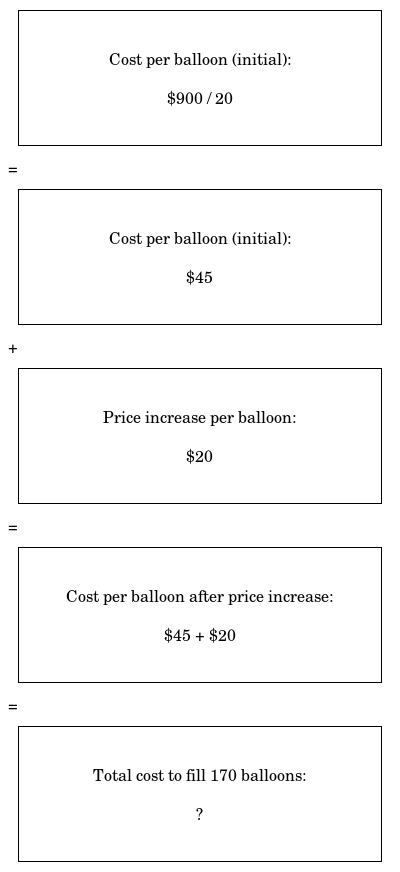 Cost per balloon (initial):
$900 / 20
=
Cost per balloon (initial):
$45
+
Price increase per balloon:
$20
=
Cost per balloon after price increase:
$45 + $20
=
Total cost to fill 170 balloons:
?